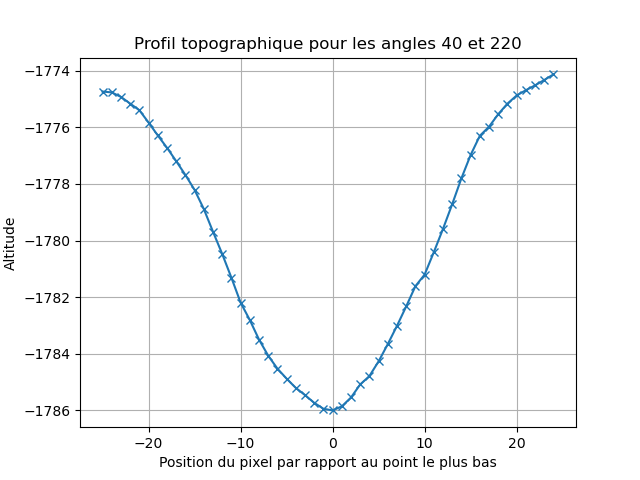 Profil topographique pour les angles 40 et 220
Altitude
−1774
−1776
−1778
−1780
−1782
−1784
−1786
−20 −10 0 10 20
Position du pixel par rapport au point le plus bas